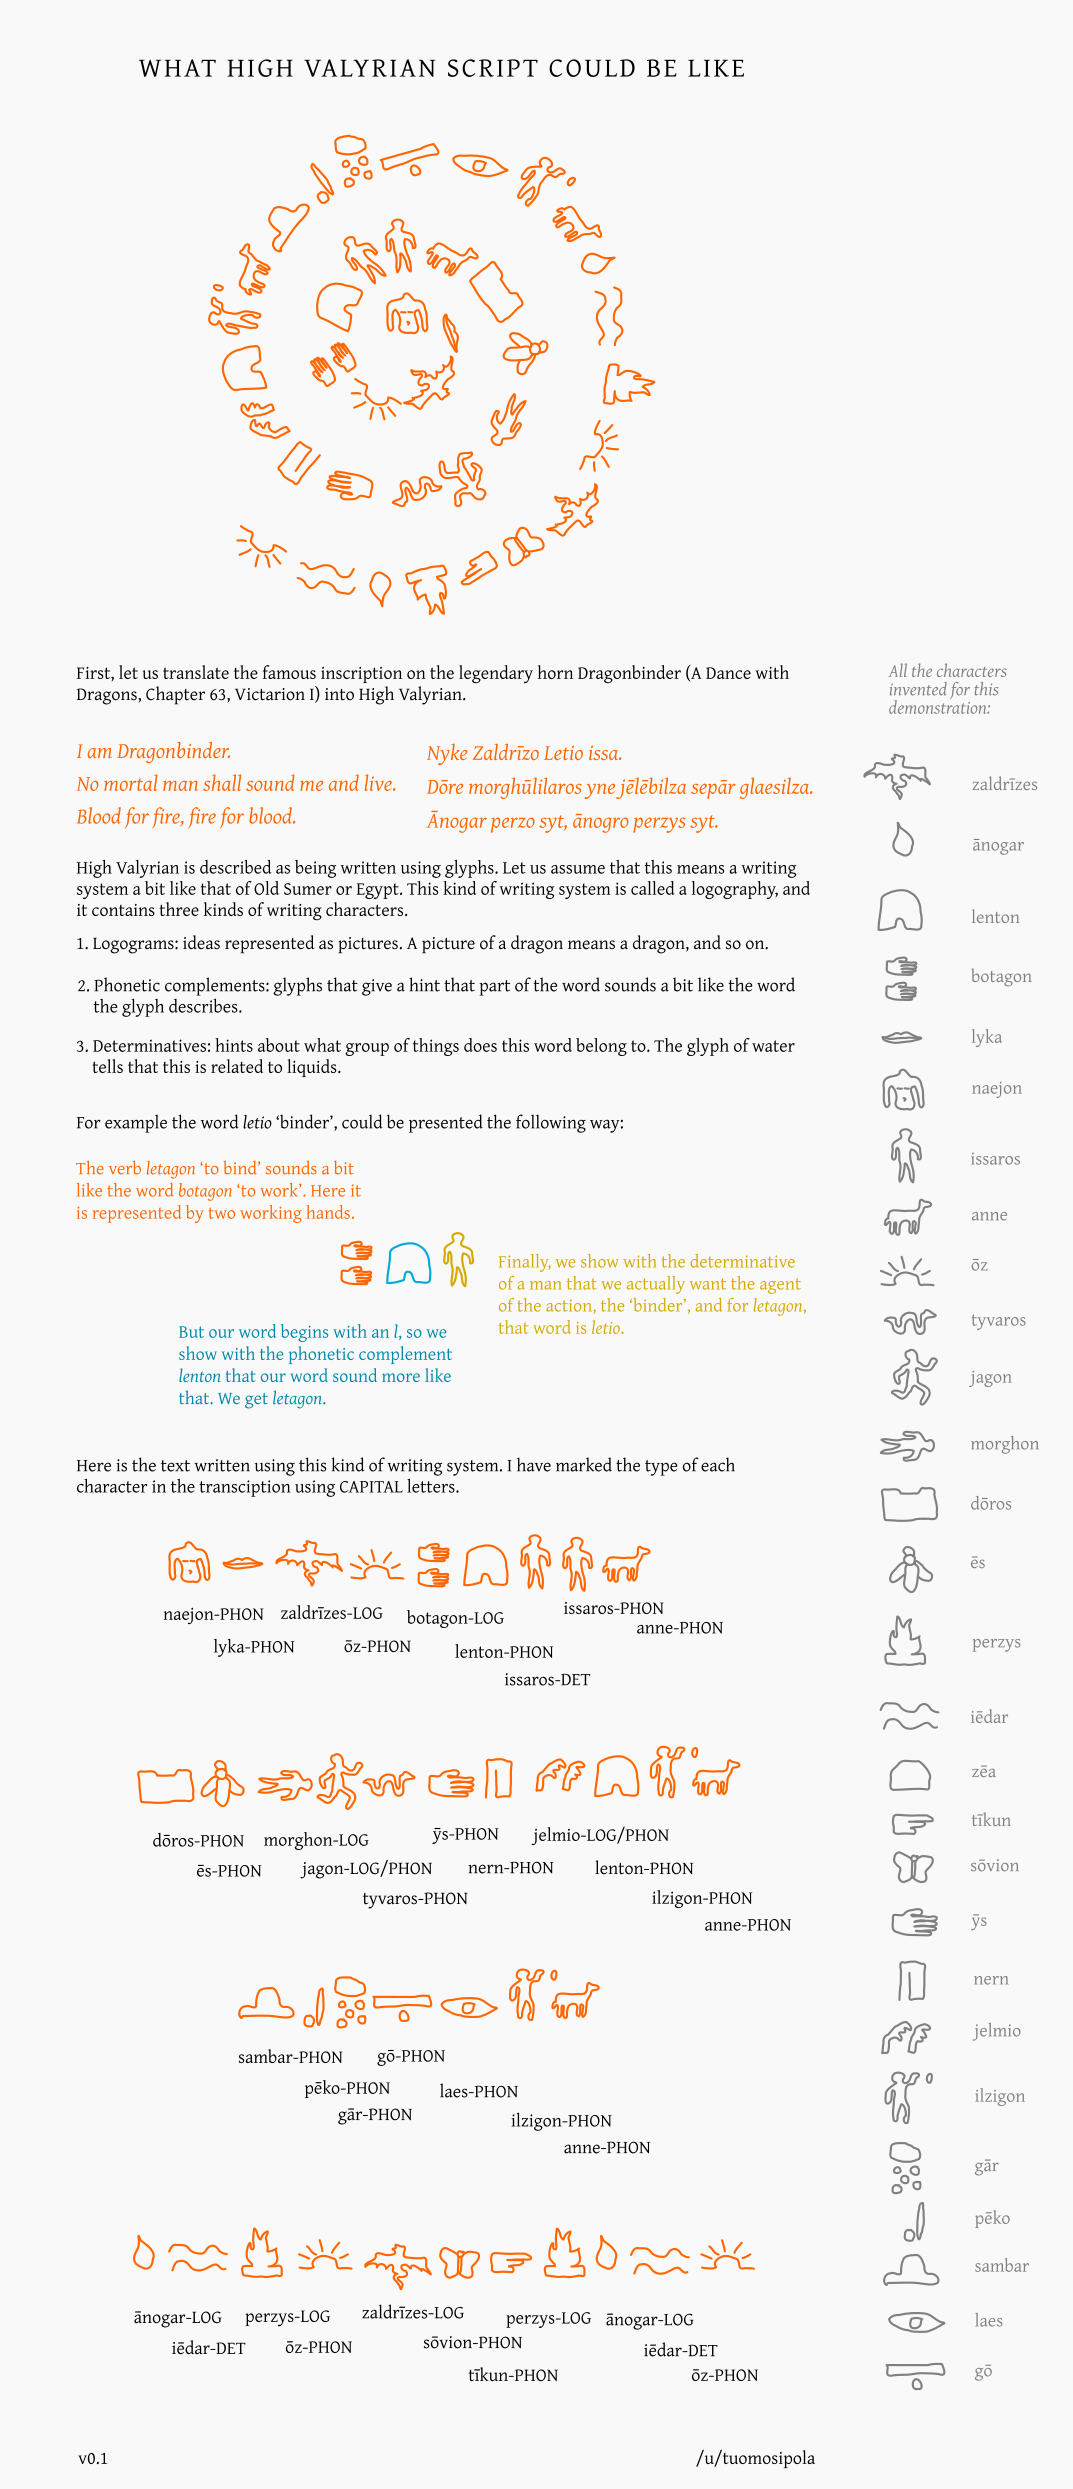 WHAT HIGH VALYRIAN SCRIPT COULD BE LIKE
First, let us translate the famous inscription on the legendary horn Dragonbinder (A Dance with
Dragons, Chapter 63, Victarion I) into High Valyrian.
I am Dragonbinder.
No mortal man shall sound me and live.
Blood for fire, fire for blood.
Nyke Zaldrīzo Letio issa.
Dōre morghūlilaros yne jēlēbilza sepār glaesilza.
Ānogar perzo syt, ānogro perzys syt.
High Valyrian is described as being written using glyphs. Let us assume that this means a writing
system a bit like that of Old Sumer or Egypt. This kind of writing system is called a logography, and
it contains three kinds of writing characters.
1. Logograms: ideas represented as pictures. A picture of a dragon means a dragon, and so on.
2. Phonetic complements: glyphs that give a hint that part of the word sounds a bit like the word
the glyph describes.
3. Determinatives: hints about what group of things does this word belong to. The glyph of water
tells that this is related to liquids.
For example the word letio ‘binder’, could be presented the following way:
The verb letagon ‘to bind’ sounds a bit
like the word botagon ‘to work’. Here it
is represented by two working hands.
Finally, we show with the determinative
of a man that we actually want the agent
of the action, the ‘binder’, and for letagon,
that word is letio.
But our word begins with an l, so we
show with the phonetic complement
lenton that our word sound more like
that. We get letagon.
Here is the text written using this kind of writing system. I have marked the type of each
character in the transciption using CAPITAL letters.
naejon-PHON
zaldrīzes-LOG
botagon-LOG
issaros-PHON
anne-PHON
lyka-PHON
ōz-PHON
lenton-PHON
issaros-DET
dōros-PHON
morghon-LOG
ȳs-PHON
jelmio-LOG/PHON
ēs-PHON
jagon-LOG/PHON
nern-PHON
lenton-PHON
tyvaros-PHON
ilzigon-PHON
anne-PHON
sambar-PHON
gō-PHON
pēko-PHON
laes-PHON
gār-PHON
ilzigon-PHON
anne-PHON
ānogar-LOG
perzys-LOG
zaldrīzes-LOG
perzys-LOG
ānogar-LOG
iēdar-DET
ōz-PHON
sōvion-PHON
iēdar-DET
tīkun-PHON
ōz-PHON
All the characters
invented for this
demonstration:
zaldrīzes
ānogar
lenton
botagon
lyka
naejon
issaros
anne
ōz
tyvaros
jagon
morghon
dōros
ēs
perzys
iēdar
zēa
tīkun
sōvion
ȳs
nern
jelmio
ilzigon
gār
pēko
sambar
laes
gō
v0.1
/u/tuomosipola